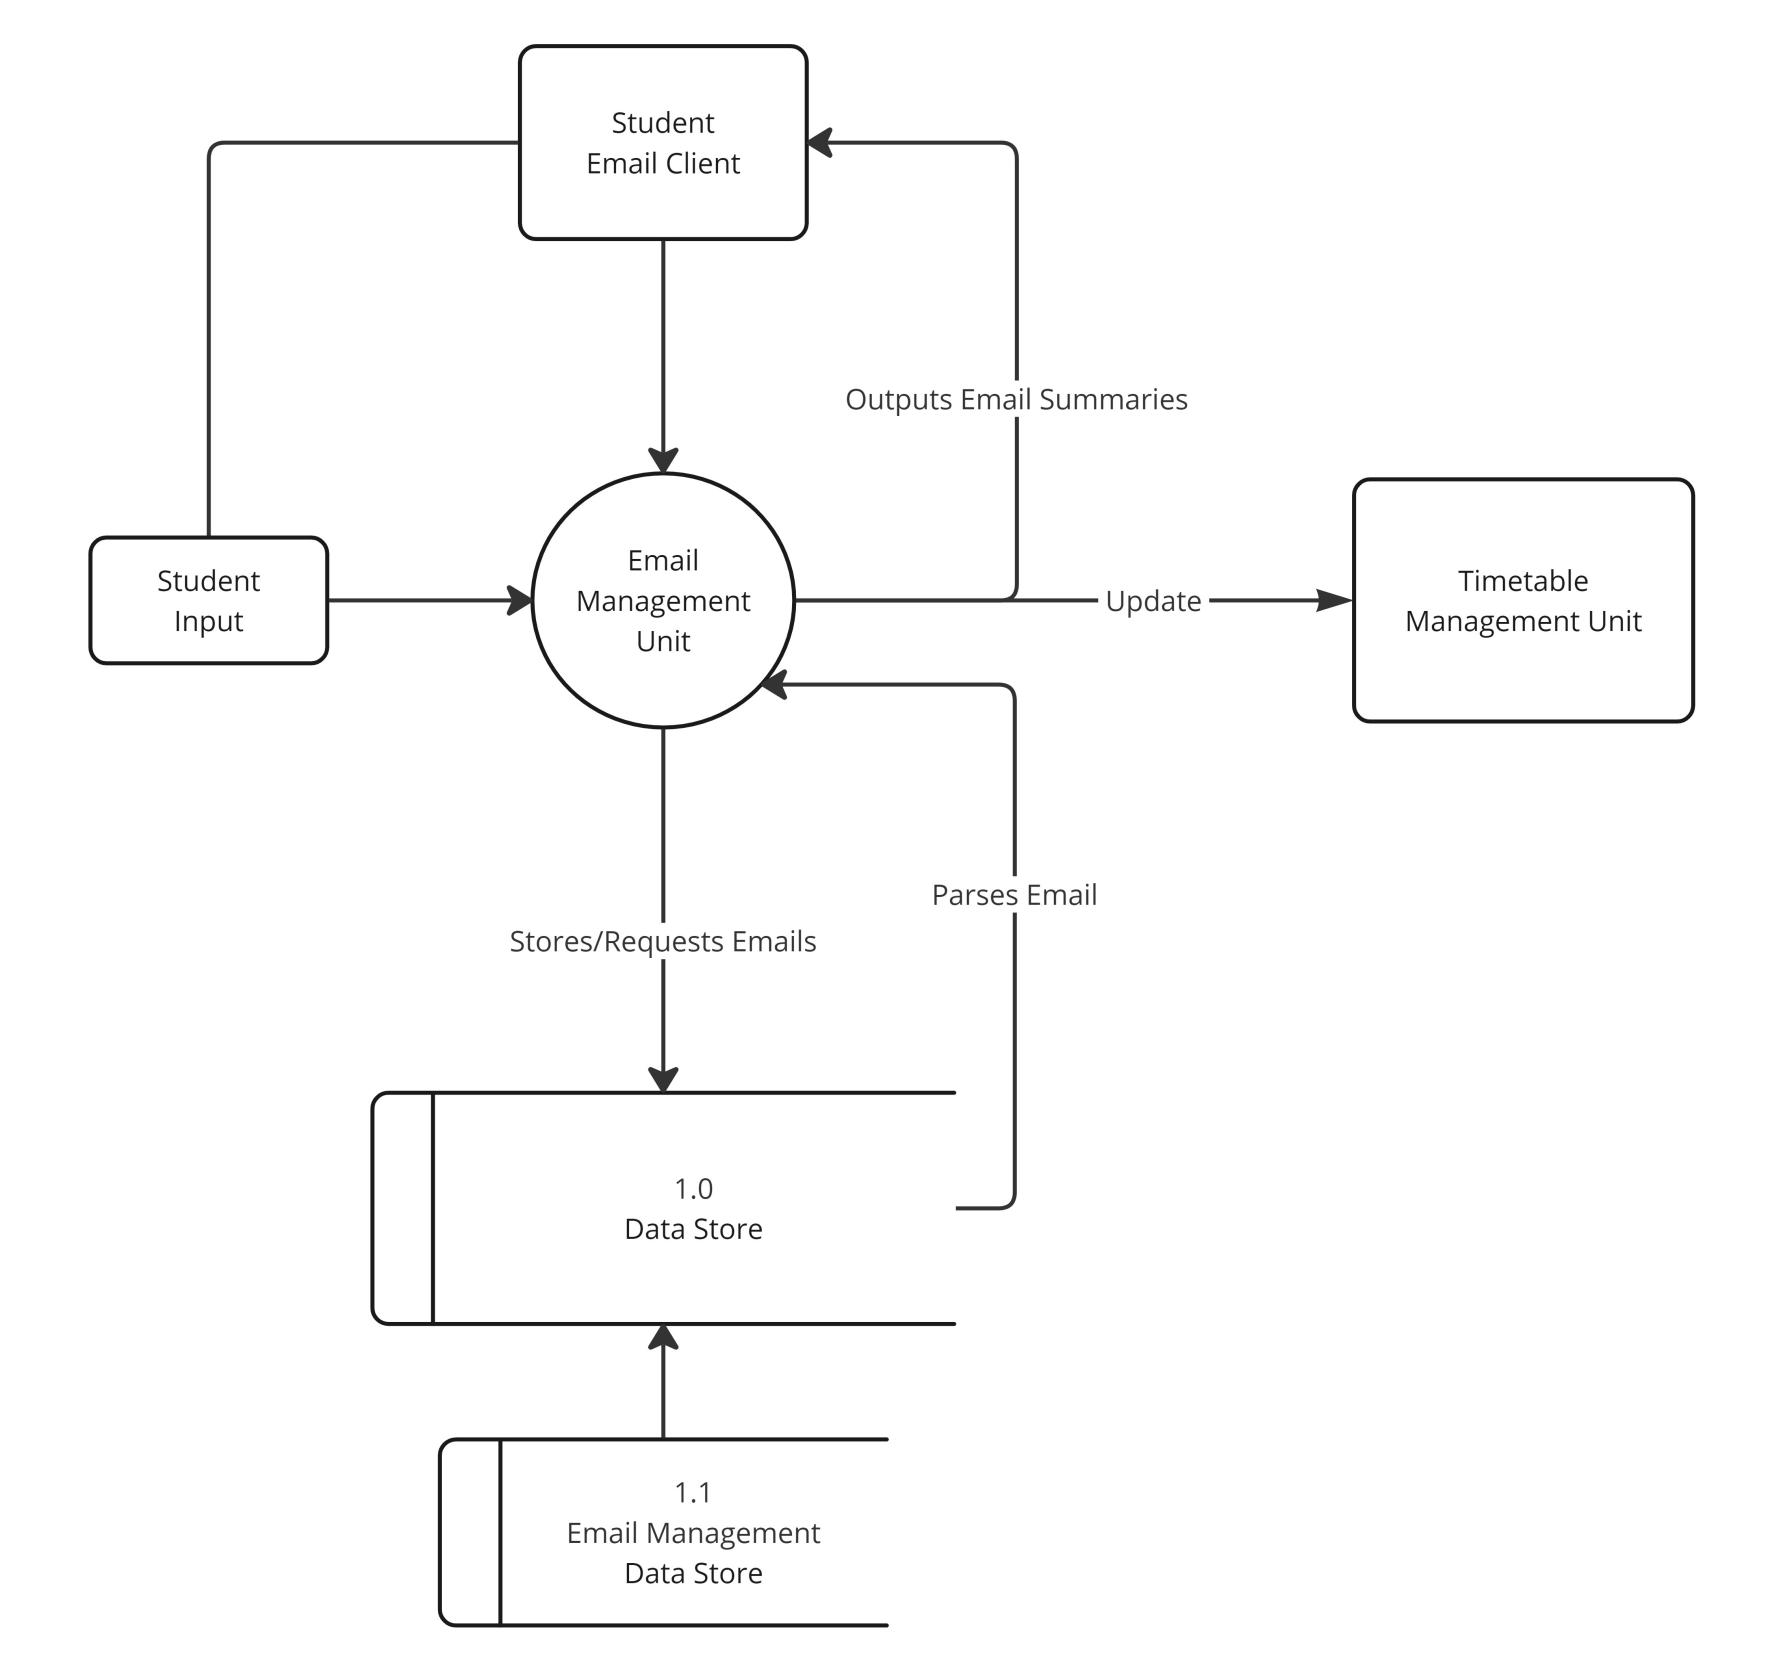 Student
Email Client
Outputs Email Summaries
Student
Input
Email
Management
Unit
Update
Timetable
Management Unit
Parses Email
Stores/Requests Emails
1.0
Data Store
1.1
Email Management
Data Store